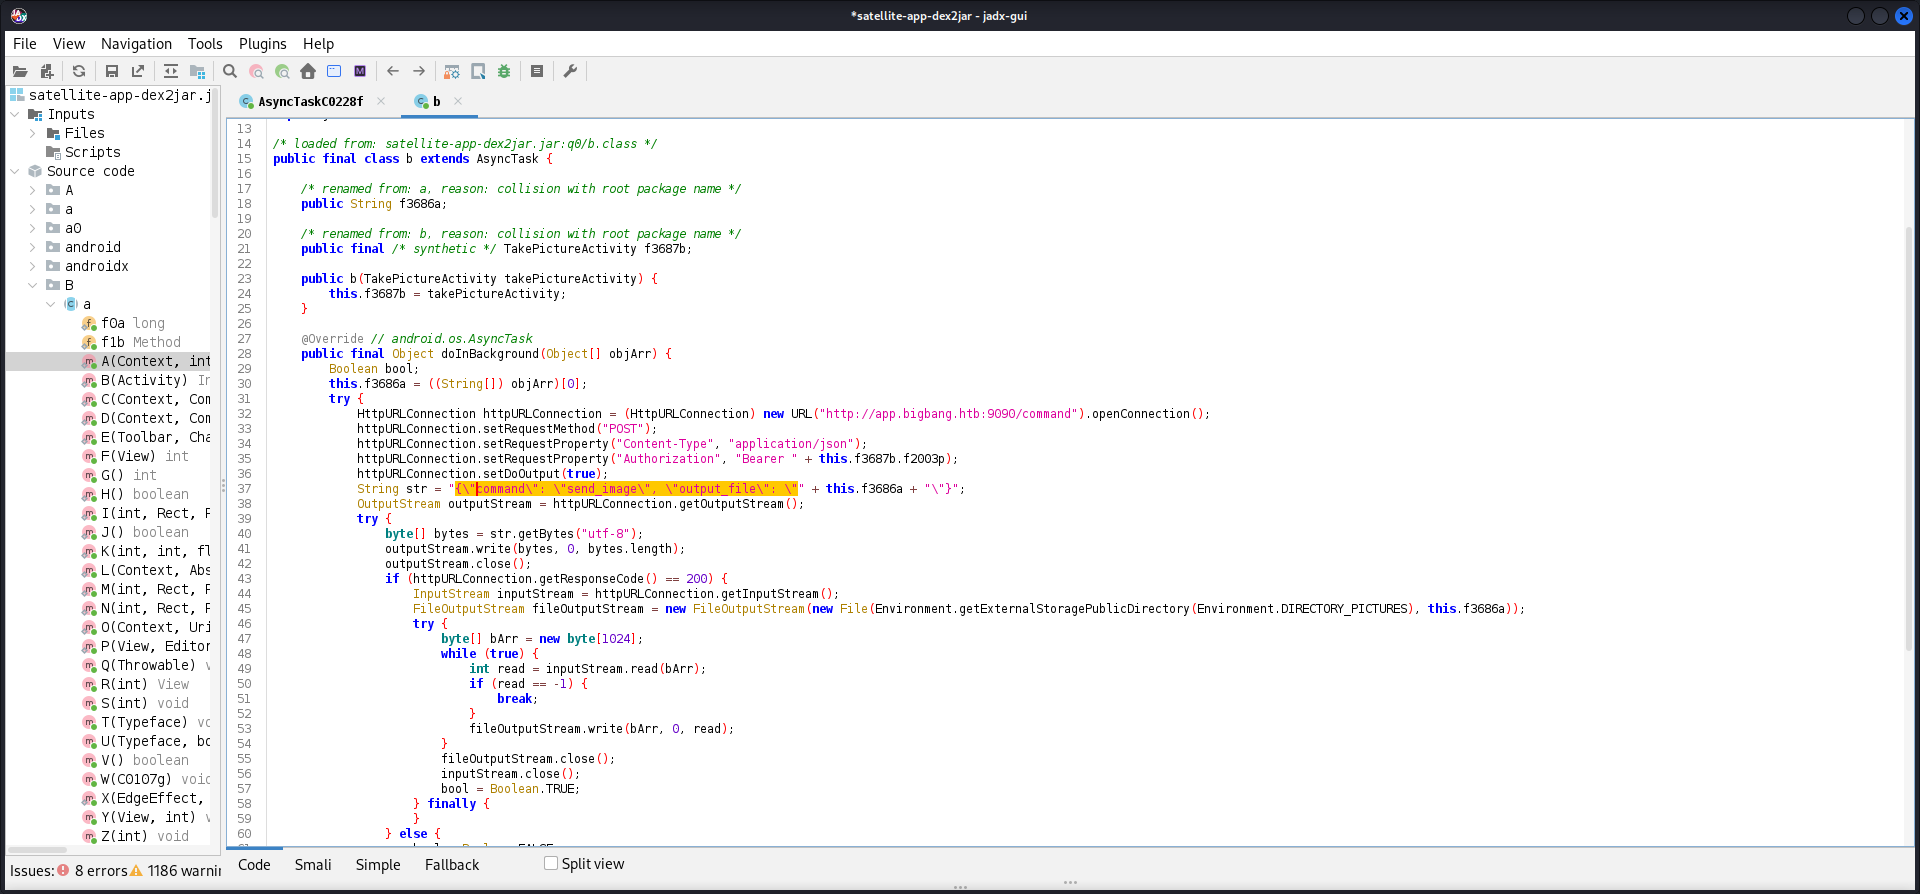 *satellite-app-dex2jar - jadx-gui
File View Navigation Tools Plugins Help
satellite-app-dex2jar.j
Inputs
Files
Scripts
Source code
A
a
a0
android
androidx
B
a
f0a long
f1b Method
A(Context, int
B(Activity) In
C(Context, Com
D(Context, Com
E(Toolbar, Cha
F(View) int
G() int
H() boolean
I(int, Rect, R
J() boolean
K(int, int, fl
L(Context, Abs
M(int, Rect, R
N(int, Rect, R
O(Context, Uri
P(View, Editor
Q(Throwable) v
R(int) View
S(int) void
T(Typeface) vo
U(Typeface, bo
V() boolean
W(C0107g) void
X(EdgeEffect,
Y(View, int) v
Z(int) void
Issues: 8 errors 1186 warnin
AsyncTaskC0228f b
13
14 /* loaded from: satellite-app-dex2jar.jar:q0/b.class */
15 public final class b extends AsyncTask {
16
17 /* renamed from: a, reason: collision with root package name */
18 public String f3686a;
19
20 /* renamed from: b, reason: collision with root package name */
21 public final /* synthetic */ TakePictureActivity f3687b;
22
23 public b(TakePictureActivity takePictureActivity) {
24 this.f3687b = takePictureActivity;
25 }
26
27 @Override // android.os.AsyncTask
28 public final Object doInBackground(Object[] objArr) {
29 Boolean bool;
30 this.f3686a = ((String[]) objArr)[0];
31 try {
32 HttpURLConnection httpURLConnection = (HttpURLConnection) new URL("http://app.bigbang.htb:9090/command").openConnection();
33 httpURLConnection.setRequestMethod("POST");
34 httpURLConnection.setRequestProperty("Content-Type", "application/json");
35 httpURLConnection.setRequestProperty("Authorization", "Bearer " + this.f3687b.f2003p);
36 httpURLConnection.setDoOutput(true);
37 String str = "{\"command\": \"send_image\", \"output_file\": \"" + this.f3686a + "\"}";
38 OutputStream outputStream = httpURLConnection.getOutputStream();
39 try {
40 byte[] bytes = str.getBytes("utf-8");
41 outputStream.write(bytes, 0, bytes.length);
42 outputStream.close();
43 if (httpURLConnection.getResponseCode() == 200) {
44 InputStream inputStream = httpURLConnection.getInputStream();
45 FileOutputStream fileOutputStream = new FileOutputStream(new File(Environment.getExternalStoragePublicDirectory(Environment.DIRECTORY_PICTURES), this.f3686a));
46 try {
47 byte[] bArr = new byte[1024];
48 while (true) {
49 int read = inputStream.read(bArr);
50 if (read == -1) {
51 break;
52 }
53 fileOutputStream.write(bArr, 0, read);
54 }
55 fileOutputStream.close();
56 inputStream.close();
57 bool = Boolean.TRUE;
58 } finally {
59 }
60 } else {
Code Smali Simple Fallback Split view